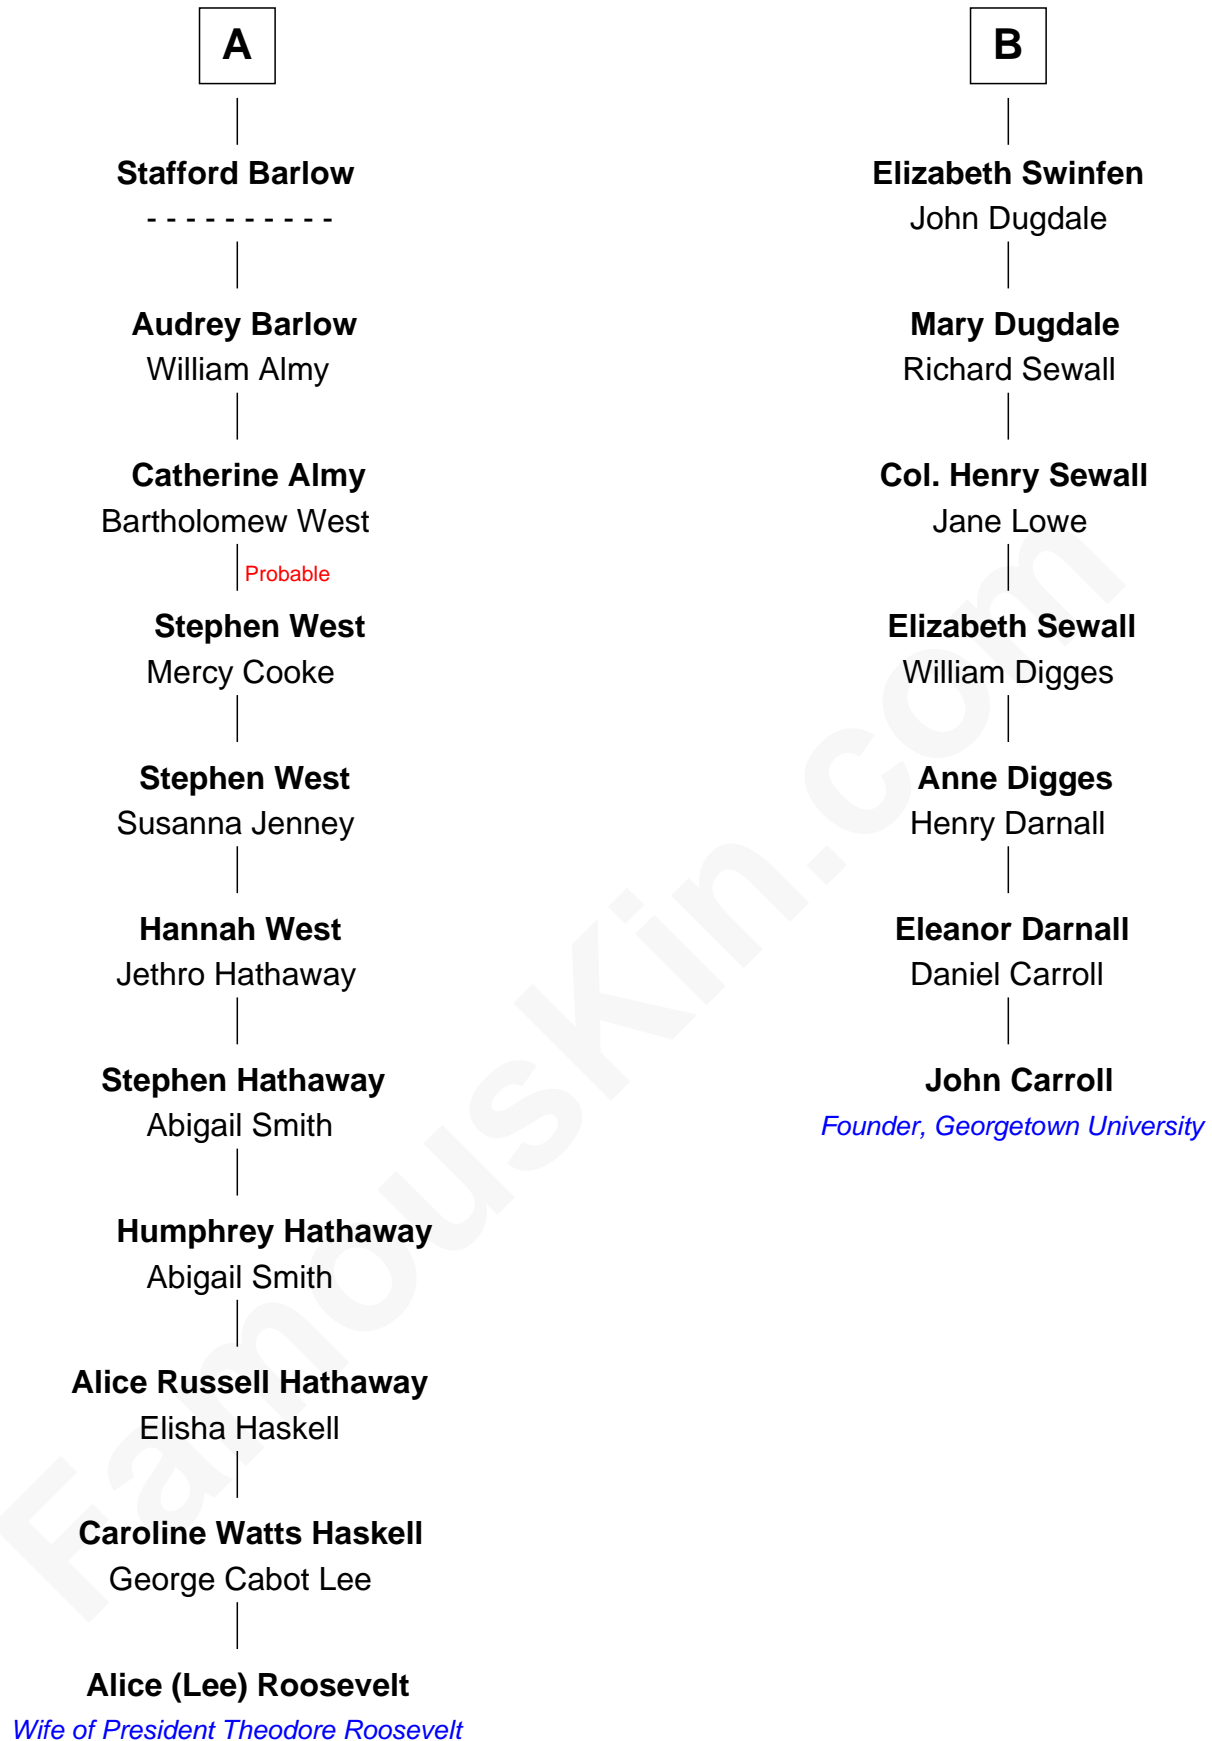 A
Stafford Barlow
- - - - - - - - - -
Audrey Barlow
William Almy
Catherine Almy
Bartholomew West
Probable
Stephen West
Mercy Cooke
Stephen West
Susanna Jenney
Hannah West
Jethro Hathaway
Stephen Hathaway
Abigail Smith
Humphrey Hathaway
Abigail Smith
Alice Russell Hathaway
Elisha Haskell
Caroline Watts Haskell
George Cabot Lee
Alice (Lee) Roosevelt
Wife of President Theodore Roosevelt
B
Elizabeth Swinfen
John Dugdale
Mary Dugdale
Richard Sewall
Col. Henry Sewall
Jane Lowe
Elizabeth Sewall
William Digges
Anne Digges
Henry Darnall
Eleanor Darnall
Daniel Carroll
John Carroll
Founder, Georgetown University
FamousKin.com